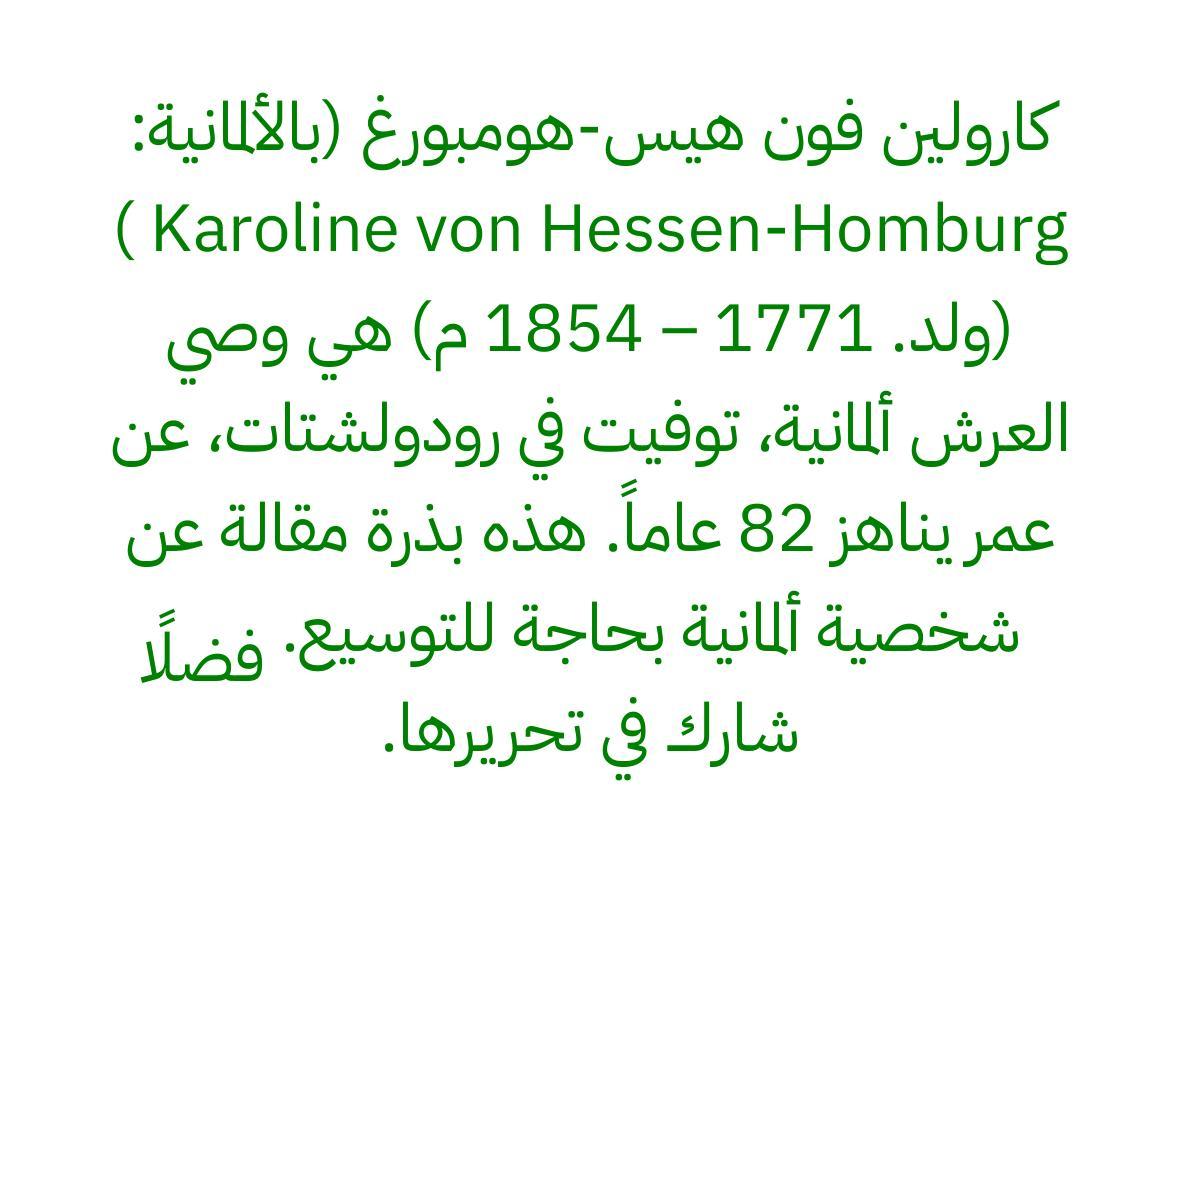 كارولين فون هيس-هومبورغ (بالألمانية:
Karoline von Hessen-Homburg )
(ولد. 1771 – 1854 م) هي وصي
العرش ألمانية، توفيت في رودولشتات، عن
عمر يناهز 82 عاماً. هذه بذرة مقالة عن
شخصية ألمانية بحاجة للتوسيع. فضلًا
شارك في تحريرها.